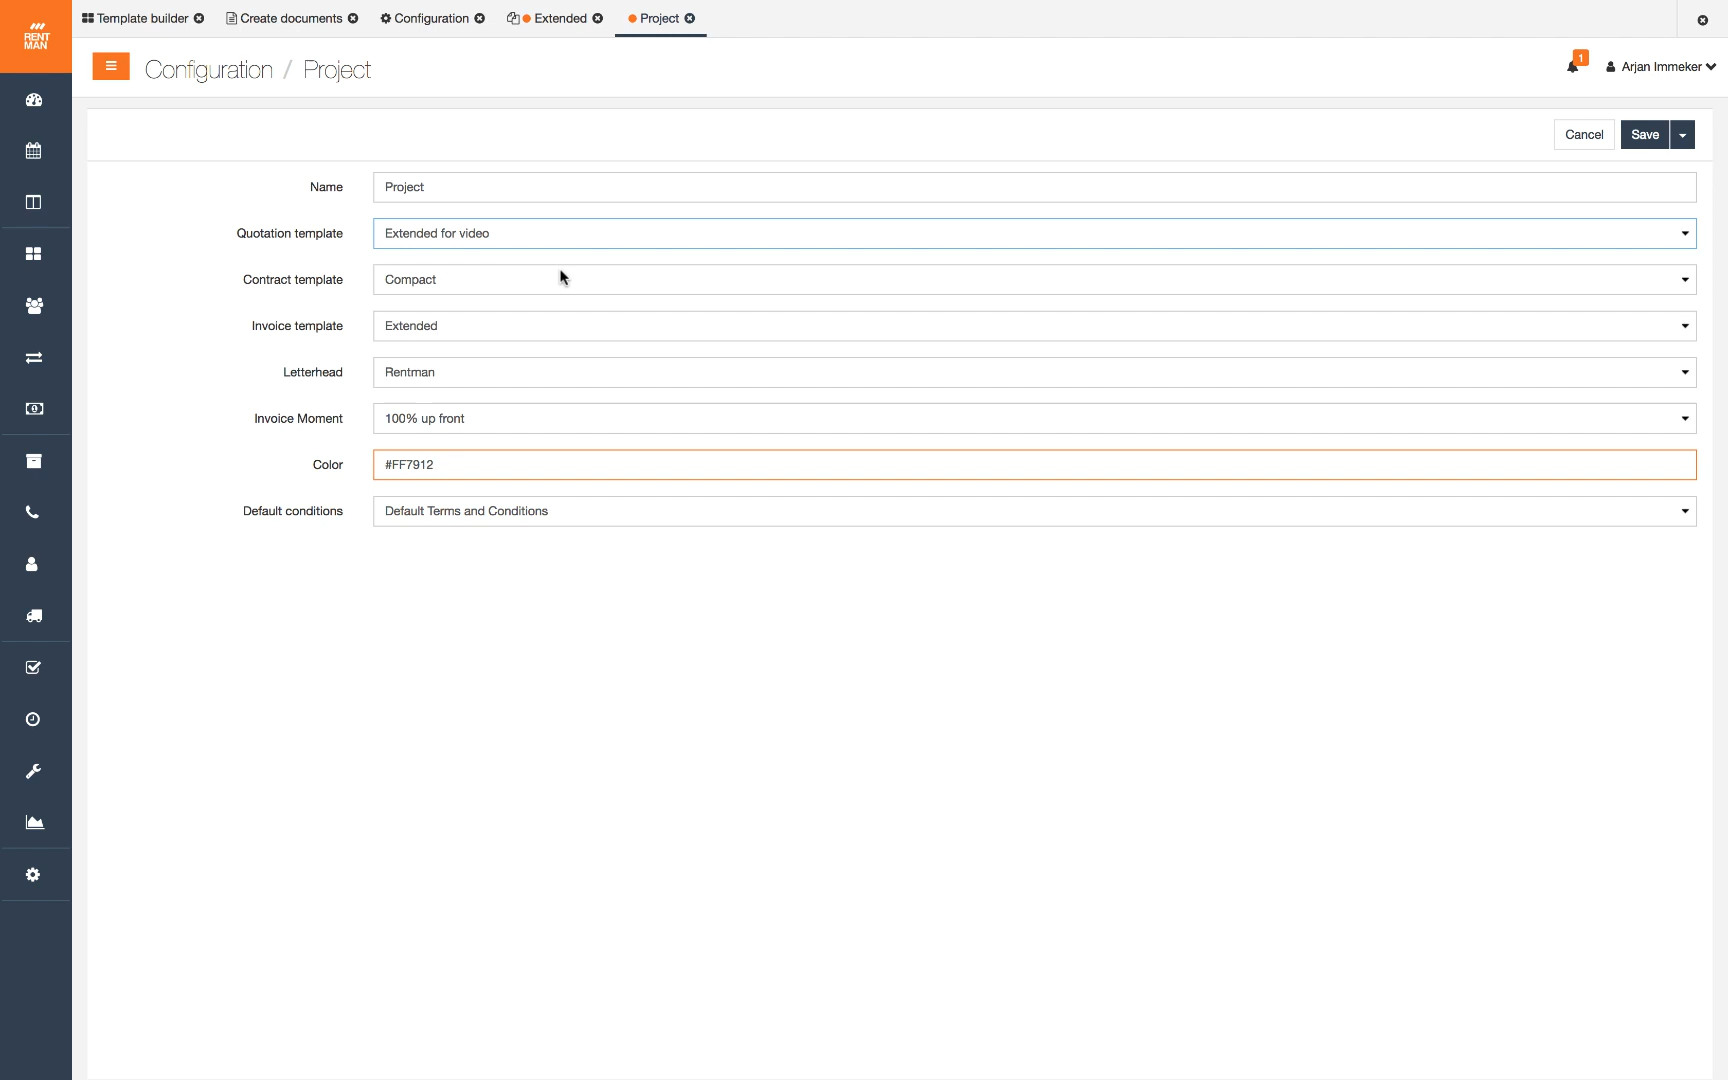 RENT
MAN
Template builder
Create documents
Configuration
Extended
Project
Configuration / Project
1
Arjan Immeker
Cancel
Save
Name
Project
Quotation template
Extended for video
Contract template
Compact
Invoice template
Extended
Letterhead
Rentman
Invoice Moment
100% up front
Color
#FF7912
Default conditions
Default Terms and Conditions